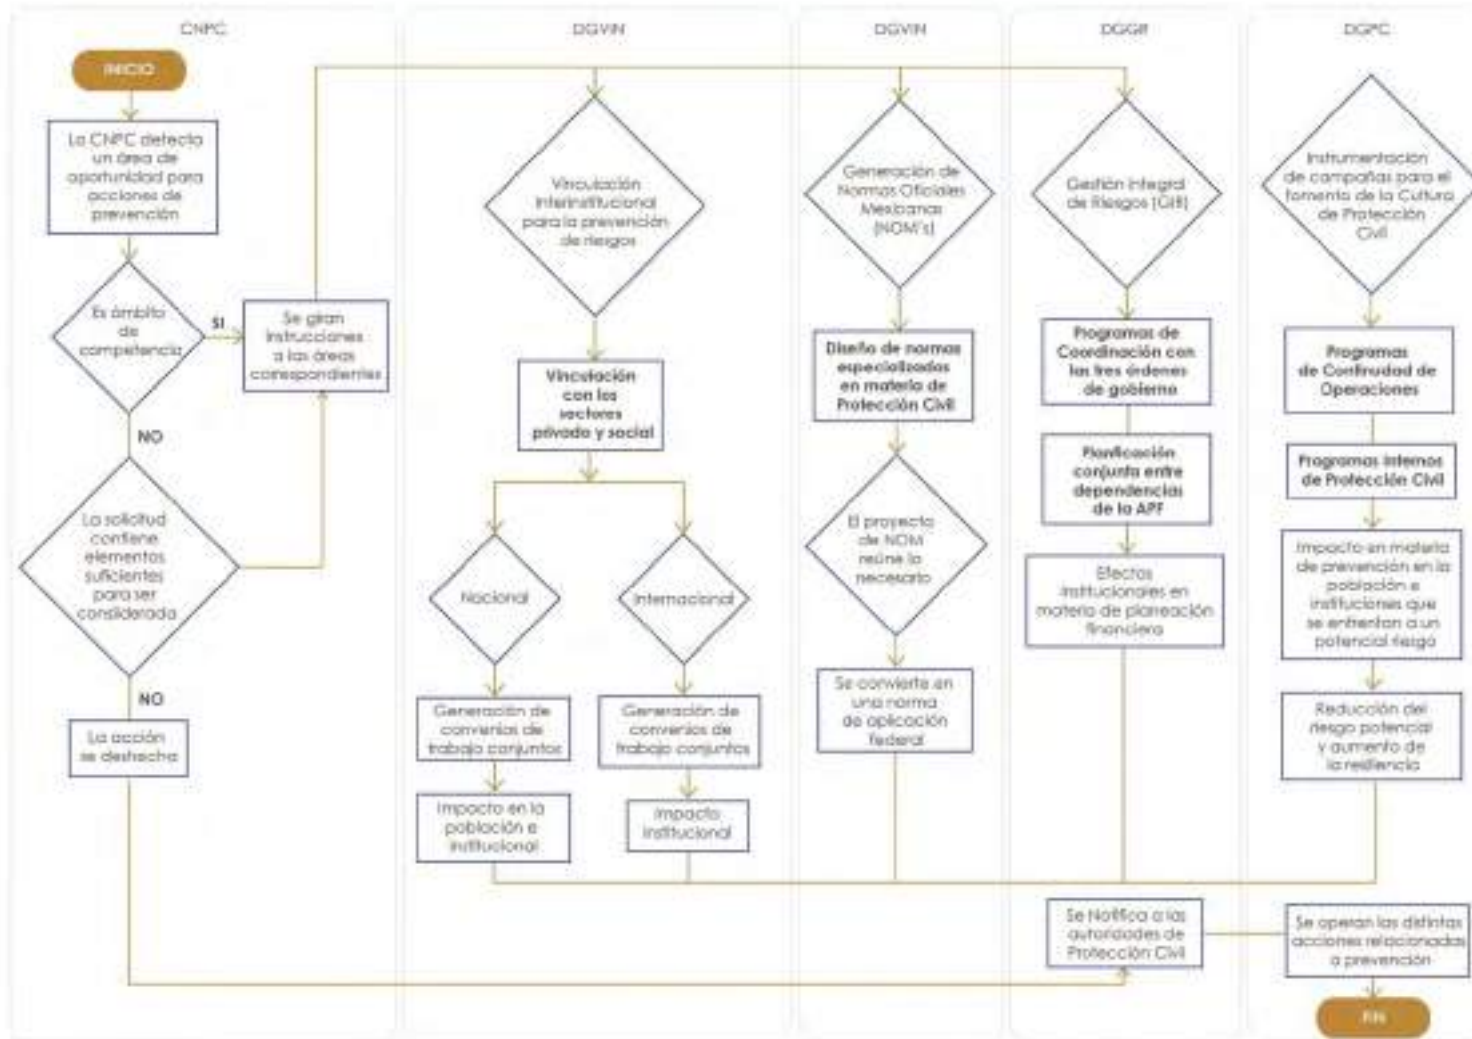 CNPC
INICIO
La CNPC detecta
un área de
oportunidad para
acciones de
prevención
Es ámbito
de
competencia
SI
Se giran
instrucciones
a las áreas
correspondientes
NO
La solicitud
contiene
elementos
suficientes
para ser
considerada
NO
La acción
se deshecha
DGVIN
Vinculación
Interinstitucional
para la prevención
de riesgos
Vinculación
con los
sectores
privado y social
Nacional
Internacional
Generación de
convenios de
trabajo conjuntos
Generación de
convenios de
trabajo conjuntos
Impacto en la
población e
institucional
Impacto
institucional
DGVIN
Generación de
Normas Oficiales
Mexicanas
(NOM's)
Diseño de normas
especializadas
en materia de
Protección Civil
El proyecto
de NOM
reúne lo
necesario
Se convierte en
una norma
de aplicación
federal
DGGIR
Gestión Integral
de Riesgos (GIR)
Programas de
Coordinación con
las tres órdenes
de gobierno
Planificación
conjunta entre
dependencias
de la APF
Efectos
institucionales en
materia de planeación
financiera
Se Notifica a las
autoridades de
Protección Civil
DGPC
Instrumentación
de campañas para el
fomento de la Cultura
de Protección
Civil
Programas
de Continuidad de
Operaciones
Programas Internos
de Protección Civil
Impacto en materia
de prevención en la
población e
instituciones que
se enfrentan a un
potencial riesgo
Reducción del
riesgo potencial
y aumento de
la resiliencia
Se operan las distintas
acciones relacionadas
a prevención
FIN